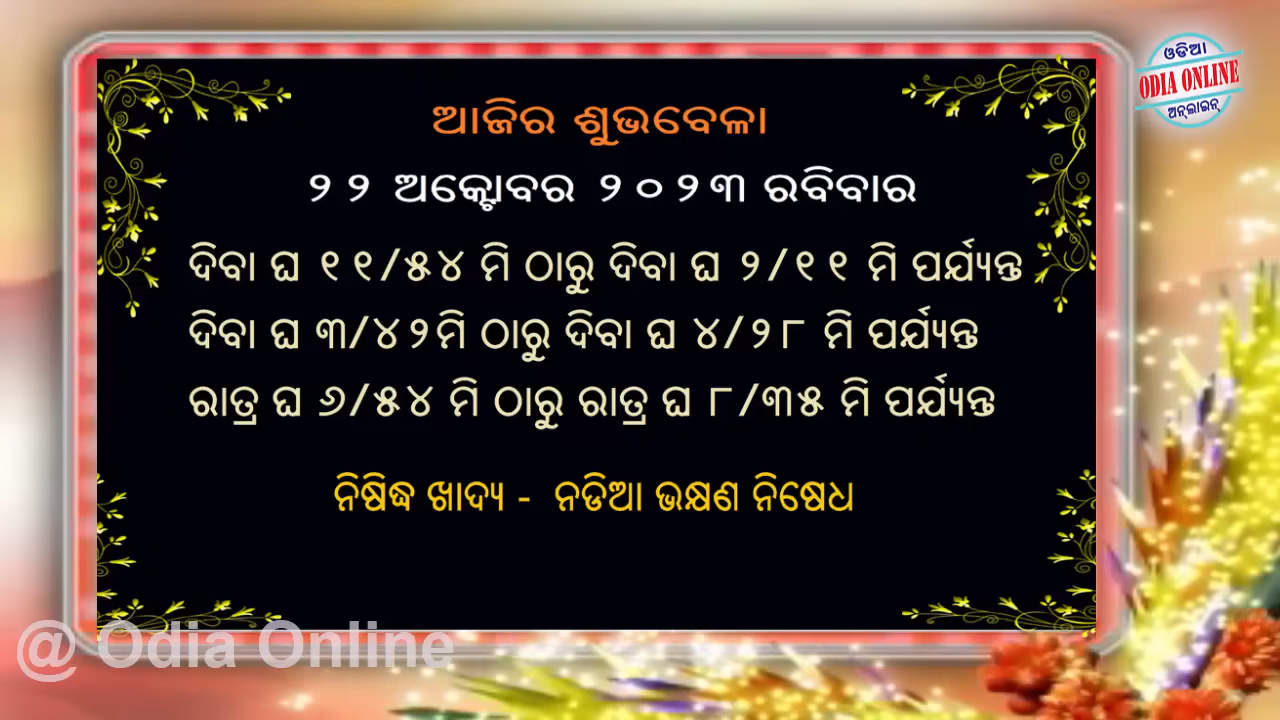 ଓଡିଆ
ODIA ONLINE
ଅନ୍‌ଲାଇନ୍
ଆଜିର ଶୁଭବେଳା
୨୨ ଅକ୍ଟୋବର ୨୦୨୩ ରବିବାର
ଦିବା ଘ ୧୧/୫୪ ମି ଠାରୁ ଦିବା ଘ ୨/୧୧ ମି ପର୍ଯ୍ୟନ୍ତ
ଦିବା ଘ ୩/୪୨ମି ଠାରୁ ଦିବା ଘ ୪/୨୮ ମି ପର୍ଯ୍ୟନ୍ତ
ରାତ୍ର ଘ ୬/୫୪ ମି ଠାରୁ ରାତ୍ର ଘ ୮/୩୫ ମି ପର୍ଯ୍ୟନ୍ତ
ନିଷିଦ୍ଧ ଖାଦ୍ୟ - ନଡିଆ ଭକ୍ଷଣ ନିଷେଧ
@ Odia Online